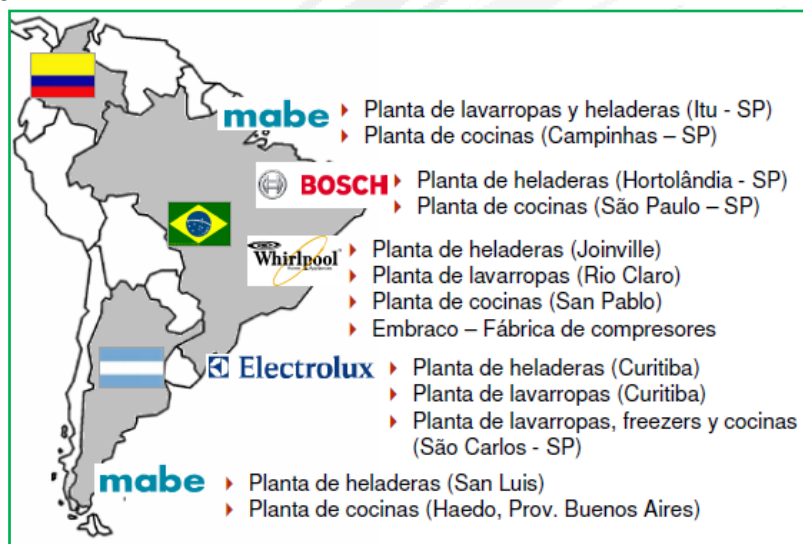 mabe
Planta de lavarropas y heladeras (Itu - SP)
Planta de cocinas (Campinhas – SP)
BOSCH
Planta de heladeras (Hortolândia - SP)
Planta de cocinas (São Paulo – SP)
Whirlpool
Planta de heladeras (Joinville)
Planta de lavarropas (Rio Claro)
Planta de cocinas (San Pablo)
Embraco – Fábrica de compresores
Electrolux
Planta de heladeras (Curitiba)
Planta de lavarropas (Curitiba)
Planta de lavarropas, freezers y cocinas
(São Carlos - SP)
mabe
Planta de heladeras (San Luis)
Planta de cocinas (Haedo, Prov. Buenos Aires)